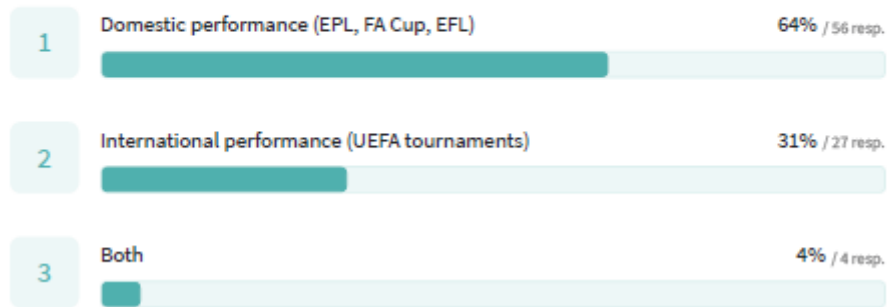 1
Domestic performance (EPL, FA Cup, EFL) 64% / 56 resp.
2
International performance (UEFA tournaments) 31% / 27 resp.
3
Both 4% / 4 resp.